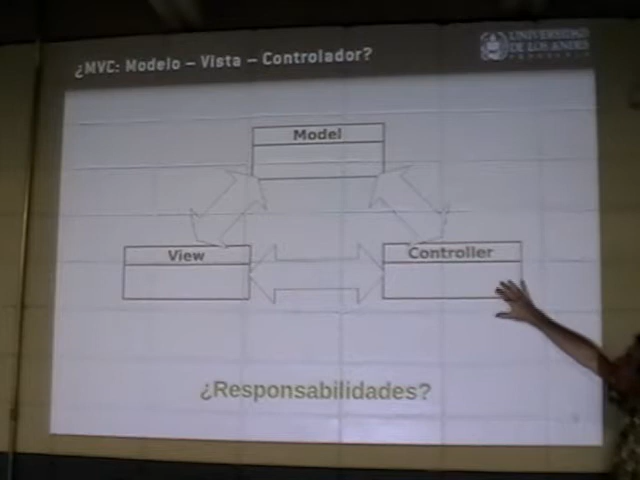 ¿MVC: Modelo – Vista – Controlador?
UNIVERSIDAD
DE LOS ANDES
Model
View
Controller
¿Responsabilidades?